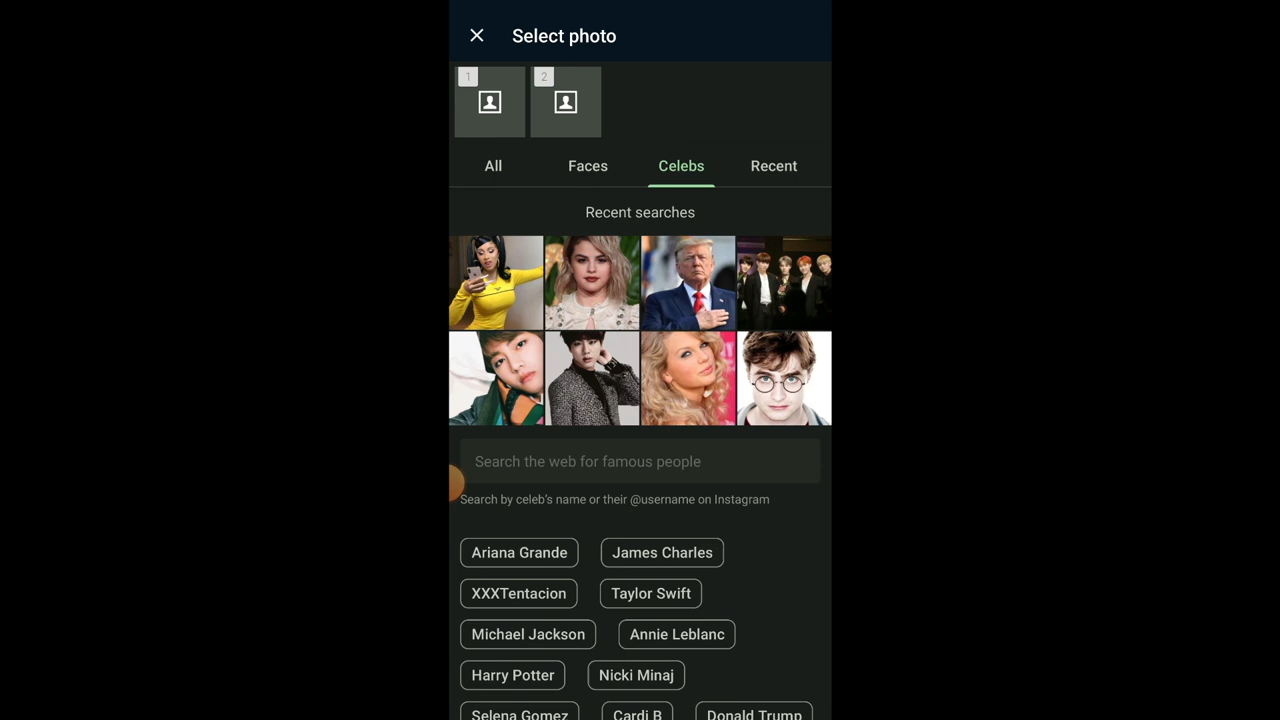 Select photo
1
2
All Faces Celebs Recent
Recent searches
Search the web for famous people
Search by celeb's name or their @username on Instagram
Ariana Grande James Charles
XXXTentacion Taylor Swift
Michael Jackson Annie Leblanc
Harry Potter Nicki Minaj
Selena Gomez Cardi B Donald Trump